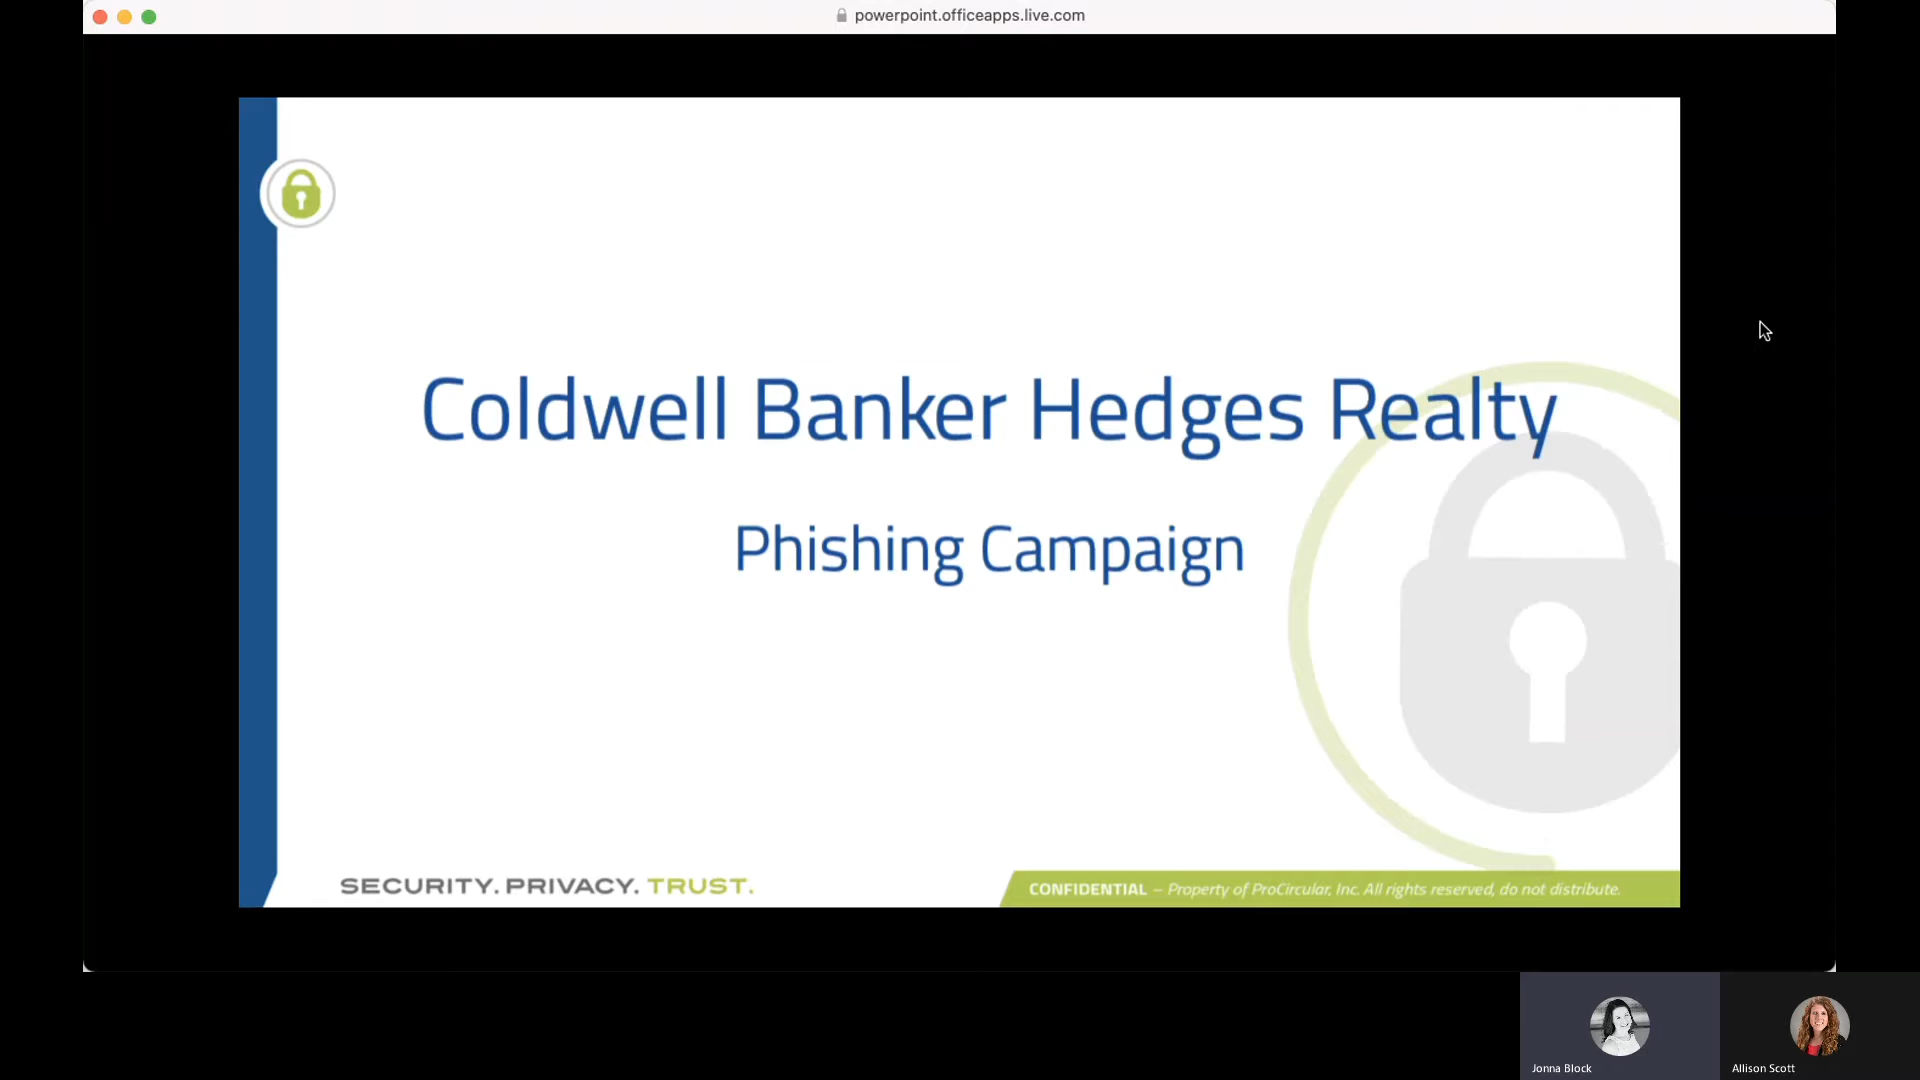 powerpoint.officeapps.live.com
Coldwell Banker Hedges Realty
Phishing Campaign
SECURITY. PRIVACY. TRUST.
CONFIDENTIAL – Property of ProCircular, Inc. All rights reserved, do not distribute.
Jonna Block
Allison Scott